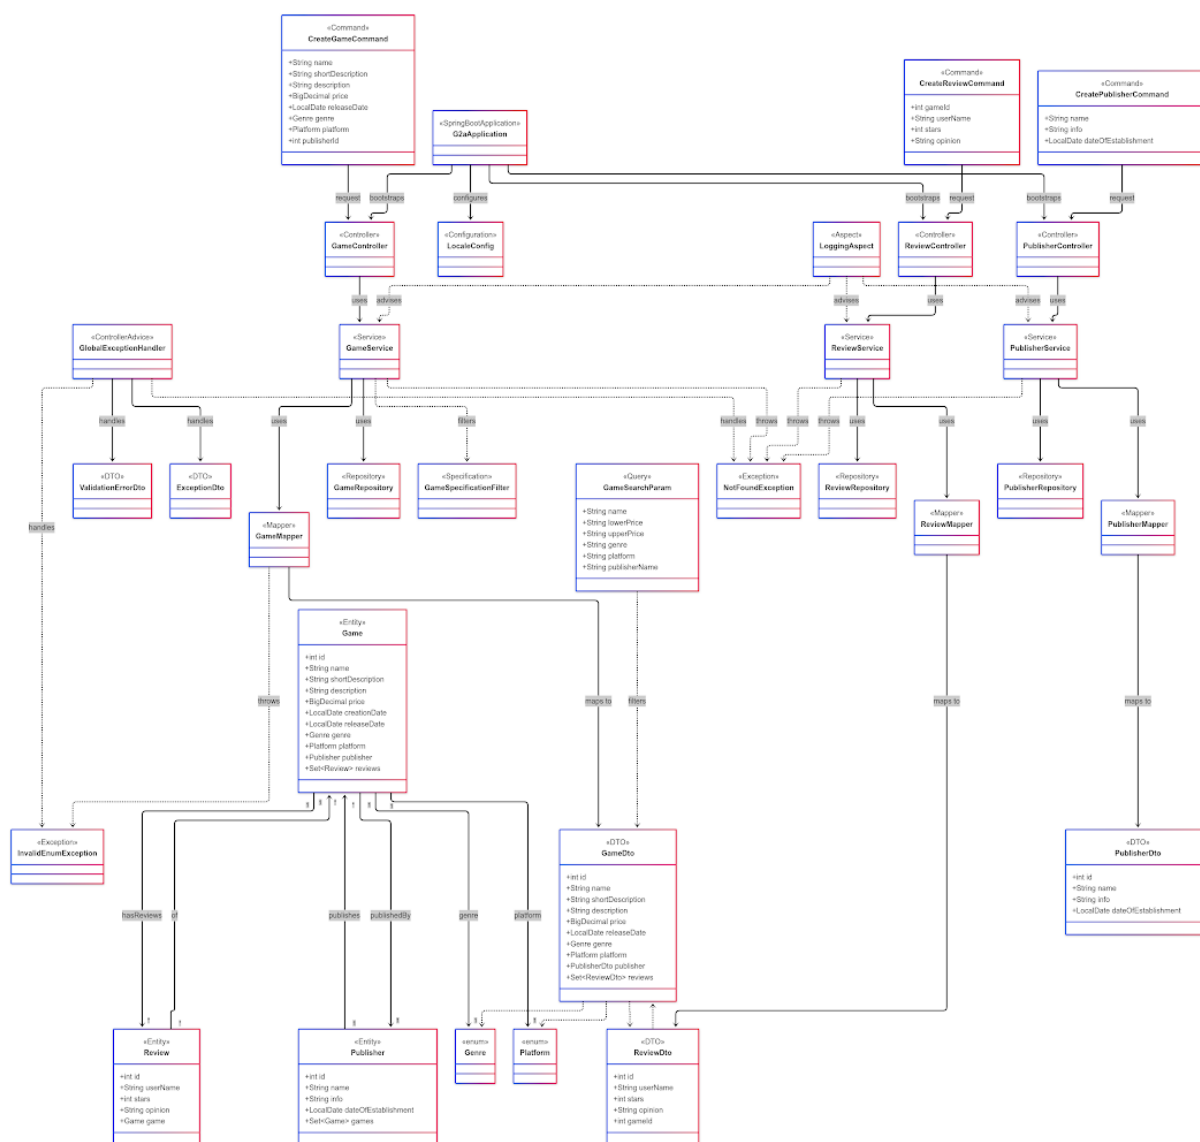 «Command»
CreateGameCommand
+String name
+String shortDescription
+String description
+BigDecimal price
+LocalDate releaseDate
+Genre genre
+Platform platform
+int publisherId
«SpringBootApplication»
G2aApplication
«Command»
CreateReviewCommand
+int gameId
+String userName
+int stars
+String opinion
«Command»
CreatePublisherCommand
+String name
+String info
+LocalDate dateOfEstablishment
request
bootstraps
configures
bootstraps
request
bootstraps
request
«Controller»
GameController
«Configuration»
LocaleConfig
«Aspect»
LoggingAspect
«Controller»
ReviewController
«Controller»
PublisherController
uses
advises
advises
uses
advises
uses
«ControllerAdvice»
GlobalExceptionHandler
«Service»
GameService
«Service»
ReviewService
«Service»
PublisherService
handles
handles
uses
uses
filters
handles
throws
throws
throws
uses
uses
uses
uses
«DTO»
ValidationErrorDto
«DTO»
ExceptionDto
«Repository»
GameRepository
«Specification»
GameSpecificationFilter
«Query»
GameSearchParam
+String name
+String lowerPrice
+String upperPrice
+String genre
+String platform
+String publisherName
«Exception»
NotFoundException
«Repository»
ReviewRepository
«Repository»
PublisherRepository
handles
«Mapper»
GameMapper
«Mapper»
ReviewMapper
«Mapper»
PublisherMapper
«Entity»
Game
+int id
+String name
+String shortDescription
+String description
+BigDecimal price
+LocalDate creationDate
+LocalDate releaseDate
+Genre genre
+Platform platform
+Publisher publisher
+Set<Review> reviews
throws
maps to
filters
maps to
maps to
«Exception»
InvalidEnumException
«DTO»
GameDto
+int id
+String name
+String shortDescription
+String description
+BigDecimal price
+LocalDate releaseDate
+Genre genre
+Platform platform
+PublisherDto publisher
+Set<ReviewDto> reviews
«DTO»
PublisherDto
+int id
+String name
+String info
+LocalDate dateOfEstablishment
hasReviews
of
publishes
publishedBy
genre
platform
«Entity»
Review
+int id
+String userName
+int stars
+String opinion
+Game game
«Entity»
Publisher
+int id
+String name
+String info
+LocalDate dateOfEstablishment
+Set<Game> games
«enum»
Genre
«enum»
Platform
«DTO»
ReviewDto
+int id
+String userName
+int stars
+String opinion
+int gameId